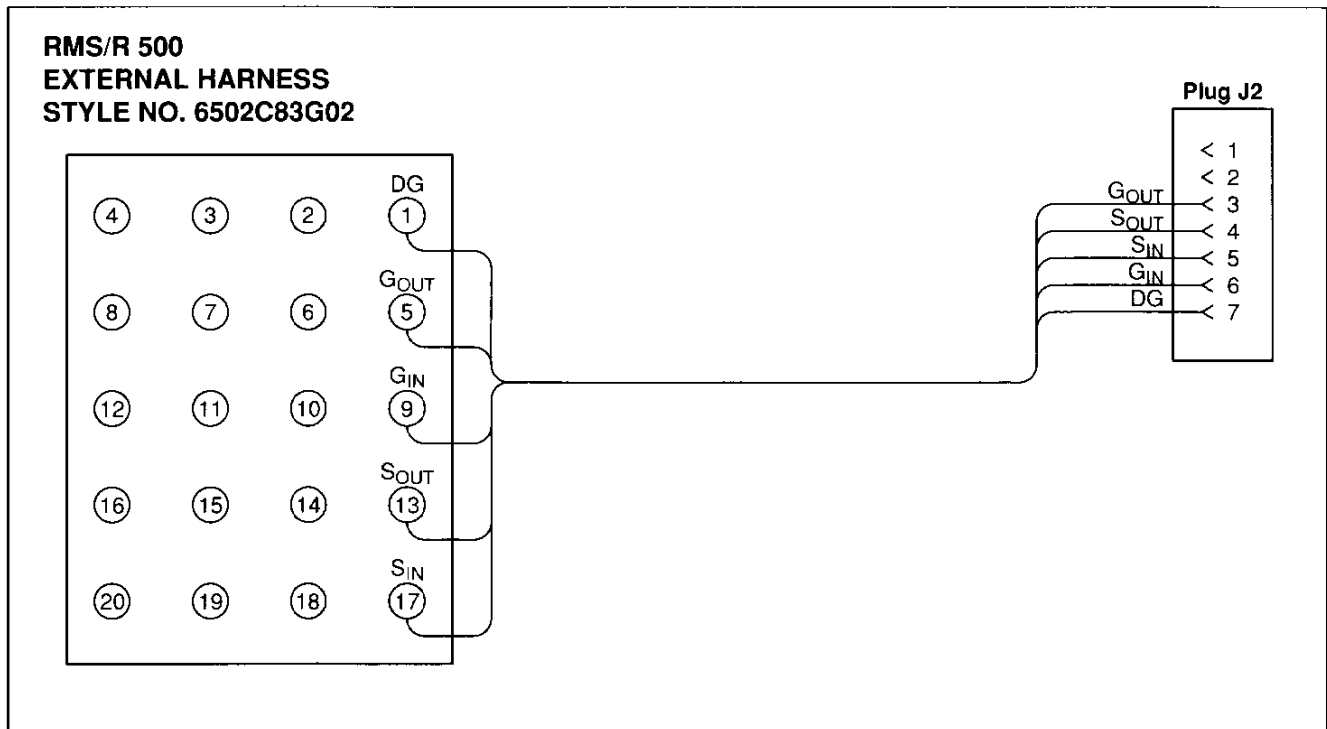 RMS/R 500
EXTERNAL HARNESS
STYLE NO. 6502C83G02
Plug J2
DG
4 3 2 1
GOUT
8 7 6 5
GIN
12 11 10 9
SOUT
16 15 14 13
SIN
20 19 18 17
1
2
GOUT 3
SOUT 4
SIN 5
GIN 6
DG 7